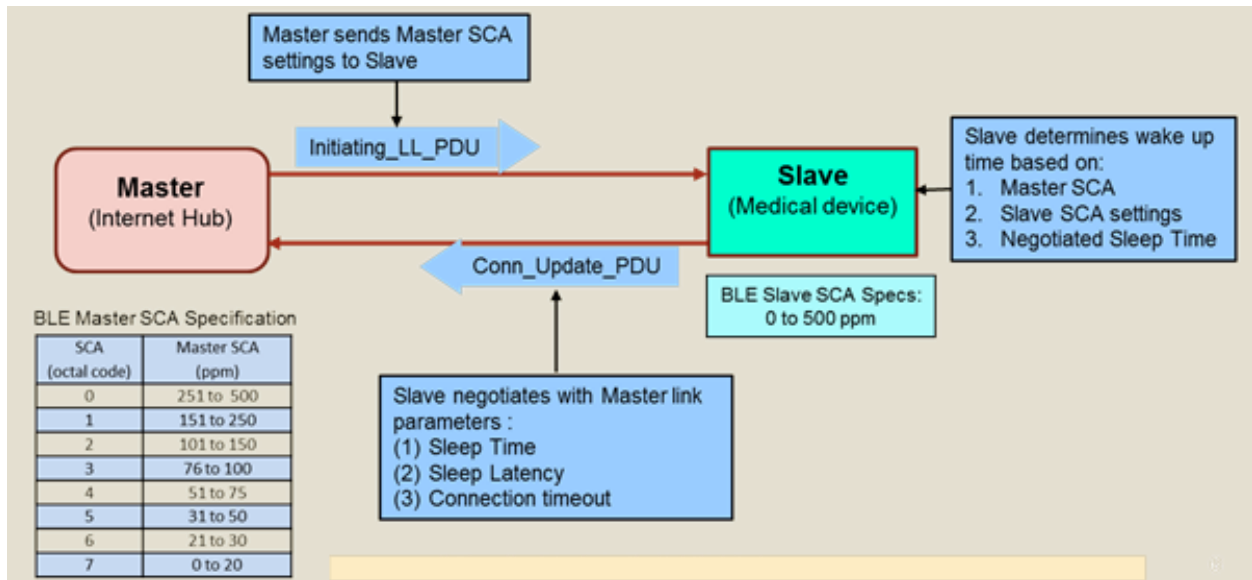 Master sends Master SCA
settings to Slave
Initiating_LL_PDU
Master
(Internet Hub)
Slave
(Medical device)
Slave determines wake up
time based on:
1. Master SCA
2. Slave SCA settings
3. Negotiated Sleep Time
Conn_Update_PDU
BLE Slave SCA Specs:
0 to 500 ppm
BLE Master SCA Specification
SCA (octal code) Master SCA (ppm)
0 251 to 500
1 151 to 250
2 101 to 150
3 76 to 100
4 51 to 75
5 31 to 50
6 21 to 30
7 0 to 20
Slave negotiates with Master link
parameters :
(1) Sleep Time
(2) Sleep Latency
(3) Connection timeout